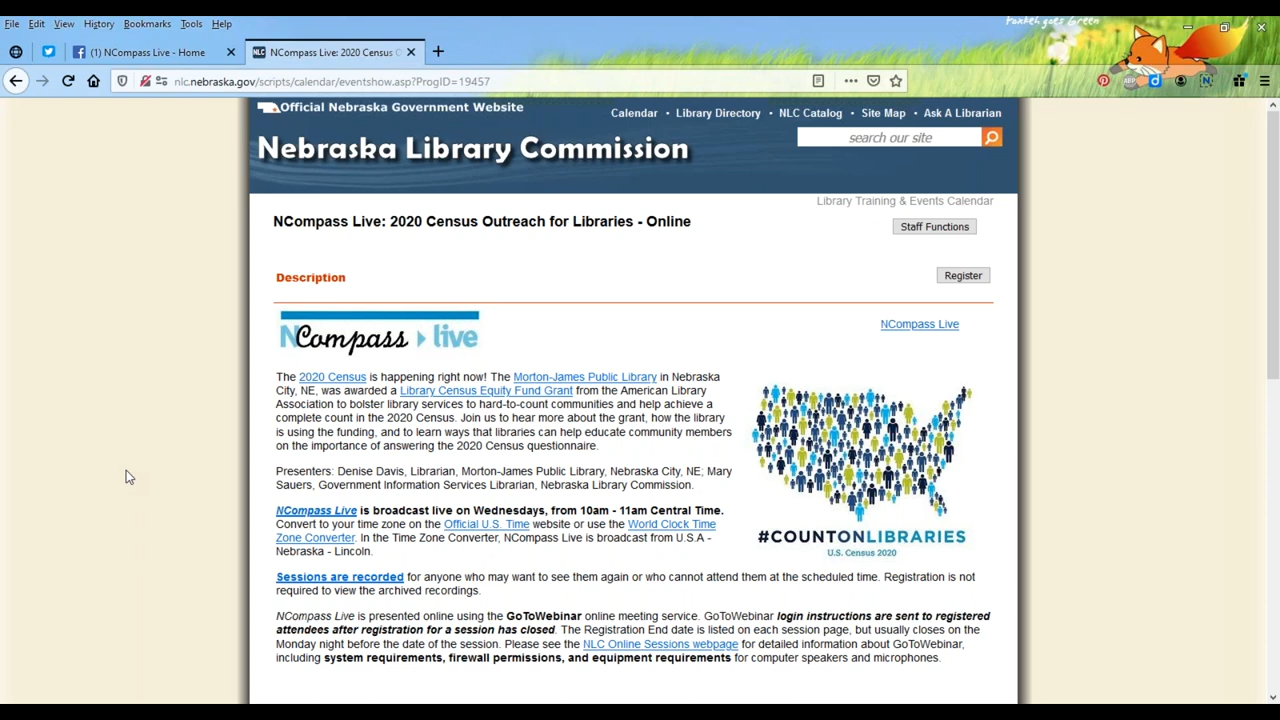 foxkeh goes Green
File Edit View History Bookmarks Tools Help
(1) NCompass Live - Home
NLC NCompass Live: 2020 Census O
nlc.nebraska.gov/scripts/calendar/eventshow.asp?ProgID=19457
Official Nebraska Government Website
Calendar • Library Directory • NLC Catalog • Site Map • Ask A Librarian
Nebraska Library Commission
search our site
Library Training & Events Calendar
NCompass Live: 2020 Census Outreach for Libraries - Online
Staff Functions
Description
Register
NCompass live
NCompass Live
The 2020 Census is happening right now! The Morton-James Public Library in Nebraska
City, NE, was awarded a Library Census Equity Fund Grant from the American Library
Association to bolster library services to hard-to-count communities and help achieve a
complete count in the 2020 Census. Join us to hear more about the grant, how the library
is using the funding, and to learn ways that libraries can help educate community members
on the importance of answering the 2020 Census questionnaire.
Presenters: Denise Davis, Librarian, Morton-James Public Library, Nebraska City, NE; Mary
Sauers, Government Information Services Librarian, Nebraska Library Commission.
NCompass Live is broadcast live on Wednesdays, from 10am - 11am Central Time.
Convert to your time zone on the Official U.S. Time website or use the World Clock Time
Zone Converter. In the Time Zone Converter, NCompass Live is broadcast from U.S.A -
Nebraska - Lincoln.
#COUNTONLIBRARIES
U.S. Census 2020
Sessions are recorded for anyone who may want to see them again or who cannot attend them at the scheduled time. Registration is not
required to view the archived recordings.
NCompass Live is presented online using the GoToWebinar online meeting service. GoToWebinar login instructions are sent to registered
attendees after registration for a session has closed. The Registration End date is listed on each session page, but usually closes on the
Monday night before the date of the session. Please see the NLC Online Sessions webpage for detailed information about GoToWebinar,
including system requirements, firewall permissions, and equipment requirements for computer speakers and microphones.